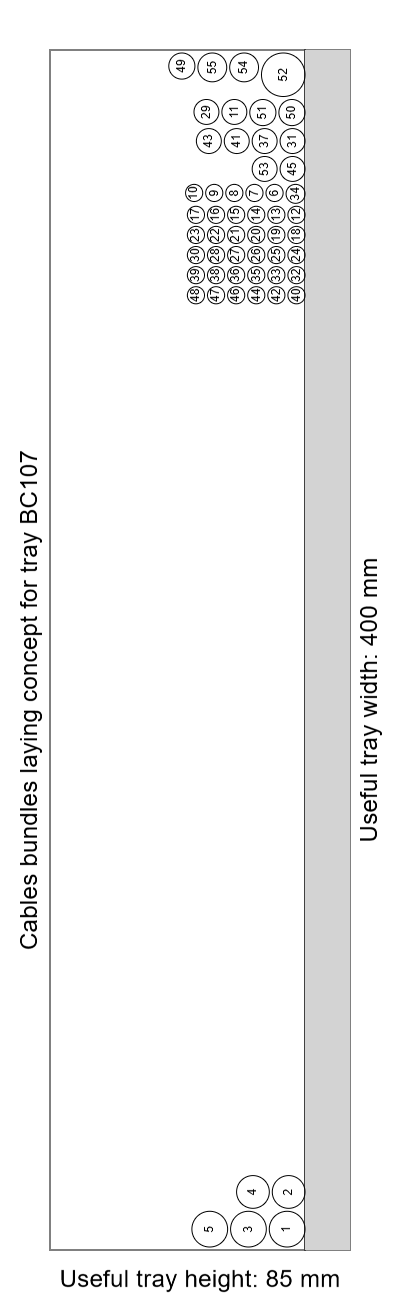 Cables bundles laying concept for tray BC107
49 55 54 52
29 11 51 50
43 41 37 31
53 45
10 9 8 7 6 34
17 16 15 14 13 12
23 22 21 20 19 18
30 28 27 26 25 24
39 38 36 35 33 32
48 47 46 44 42 40
4 2
5 3 1
Useful tray width: 400 mm
Useful tray height: 85 mm